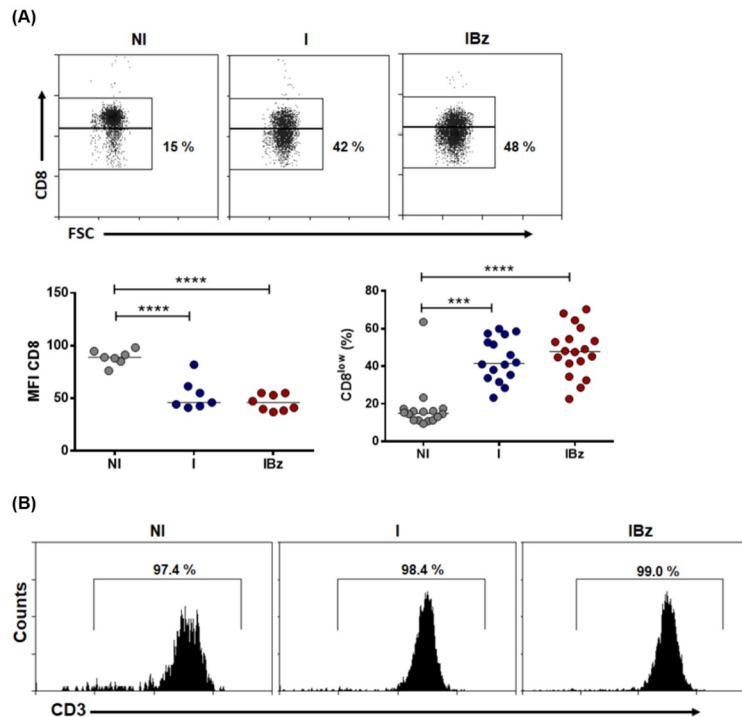 (A)
NI I IBz
CD8
15 % 42 % 48 %
FSC
****
****
MFI CD8
150
100
50
0
NI I IBz
****
***
CD8low (%)
80
60
40
20
0
NI I IBz
(B)
NI I IBz
97.4 % 98.4 % 99.0 %
Counts
CD3